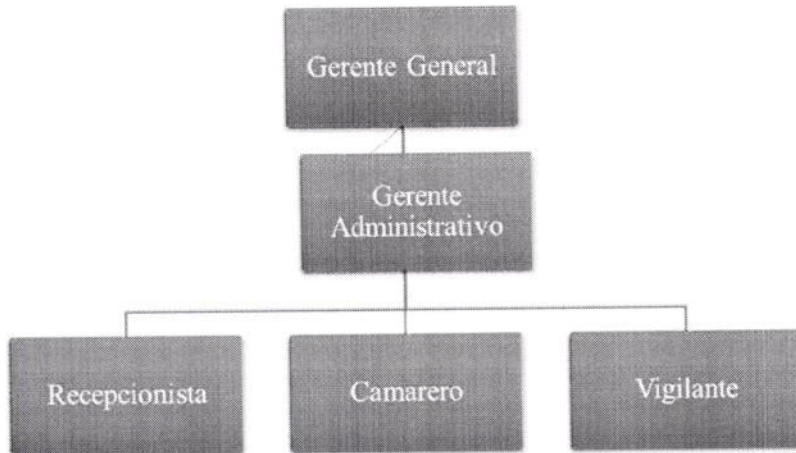 Gerente General
Gerente
Administrativo
Recepcionista
Camarero
Vigilante